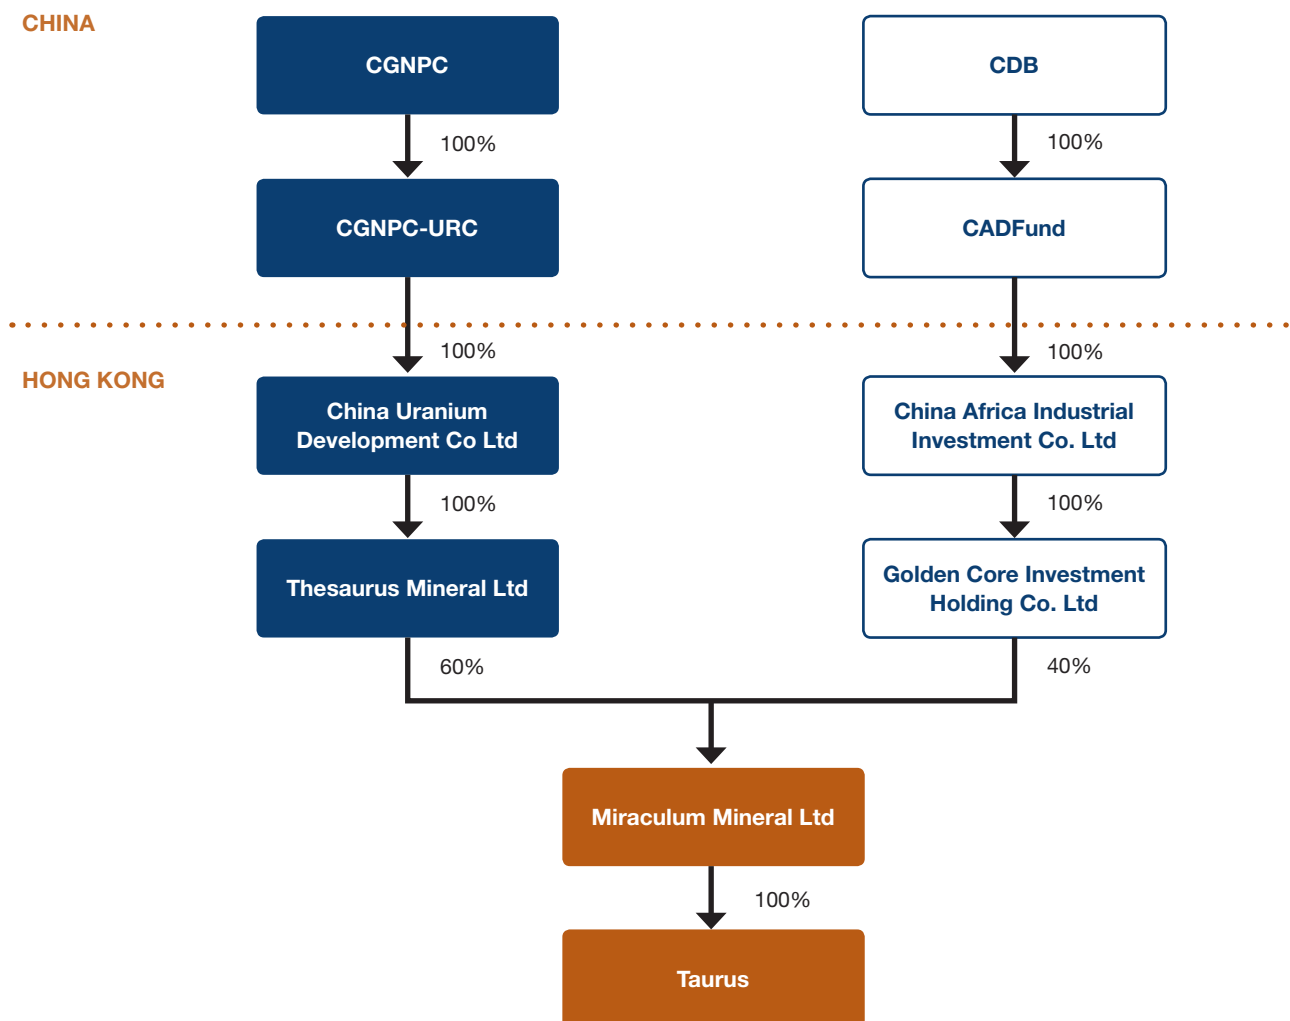 CHINA
CGNPC
CDB
100%
100%
CGNPC-URC
CADFund
100%
100%
HONG KONG
China Uranium
Development Co Ltd
China Africa Industrial
Investment Co. Ltd
100%
100%
Thesaurus Mineral Ltd
Golden Core Investment
Holding Co. Ltd
60%
40%
Miraculum Mineral Ltd
100%
Taurus